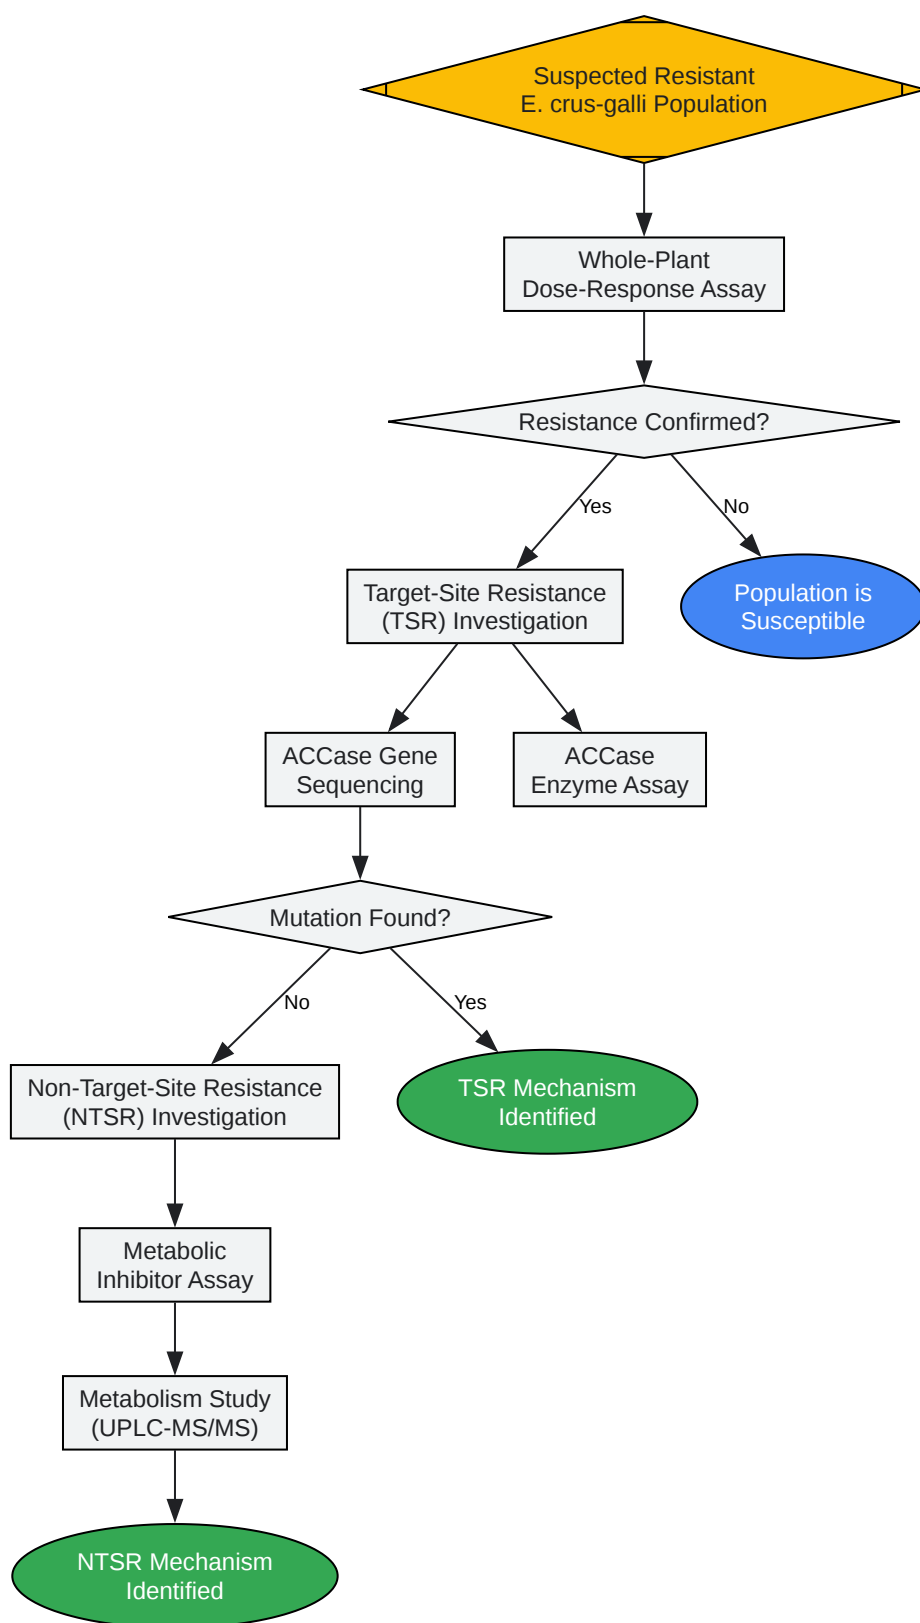 Suspected Resistant
E. crus-galli Population
Whole-Plant
Dose-Response Assay
Resistance Confirmed?
Yes
No
Target-Site Resistance
(TSR) Investigation
Population is
Susceptible
ACCase Gene
Sequencing
ACCase
Enzyme Assay
Mutation Found?
No
Yes
Non-Target-Site Resistance
(NTSR) Investigation
TSR Mechanism
Identified
Metabolic
Inhibitor Assay
Metabolism Study
(UPLC-MS/MS)
NTSR Mechanism
Identified